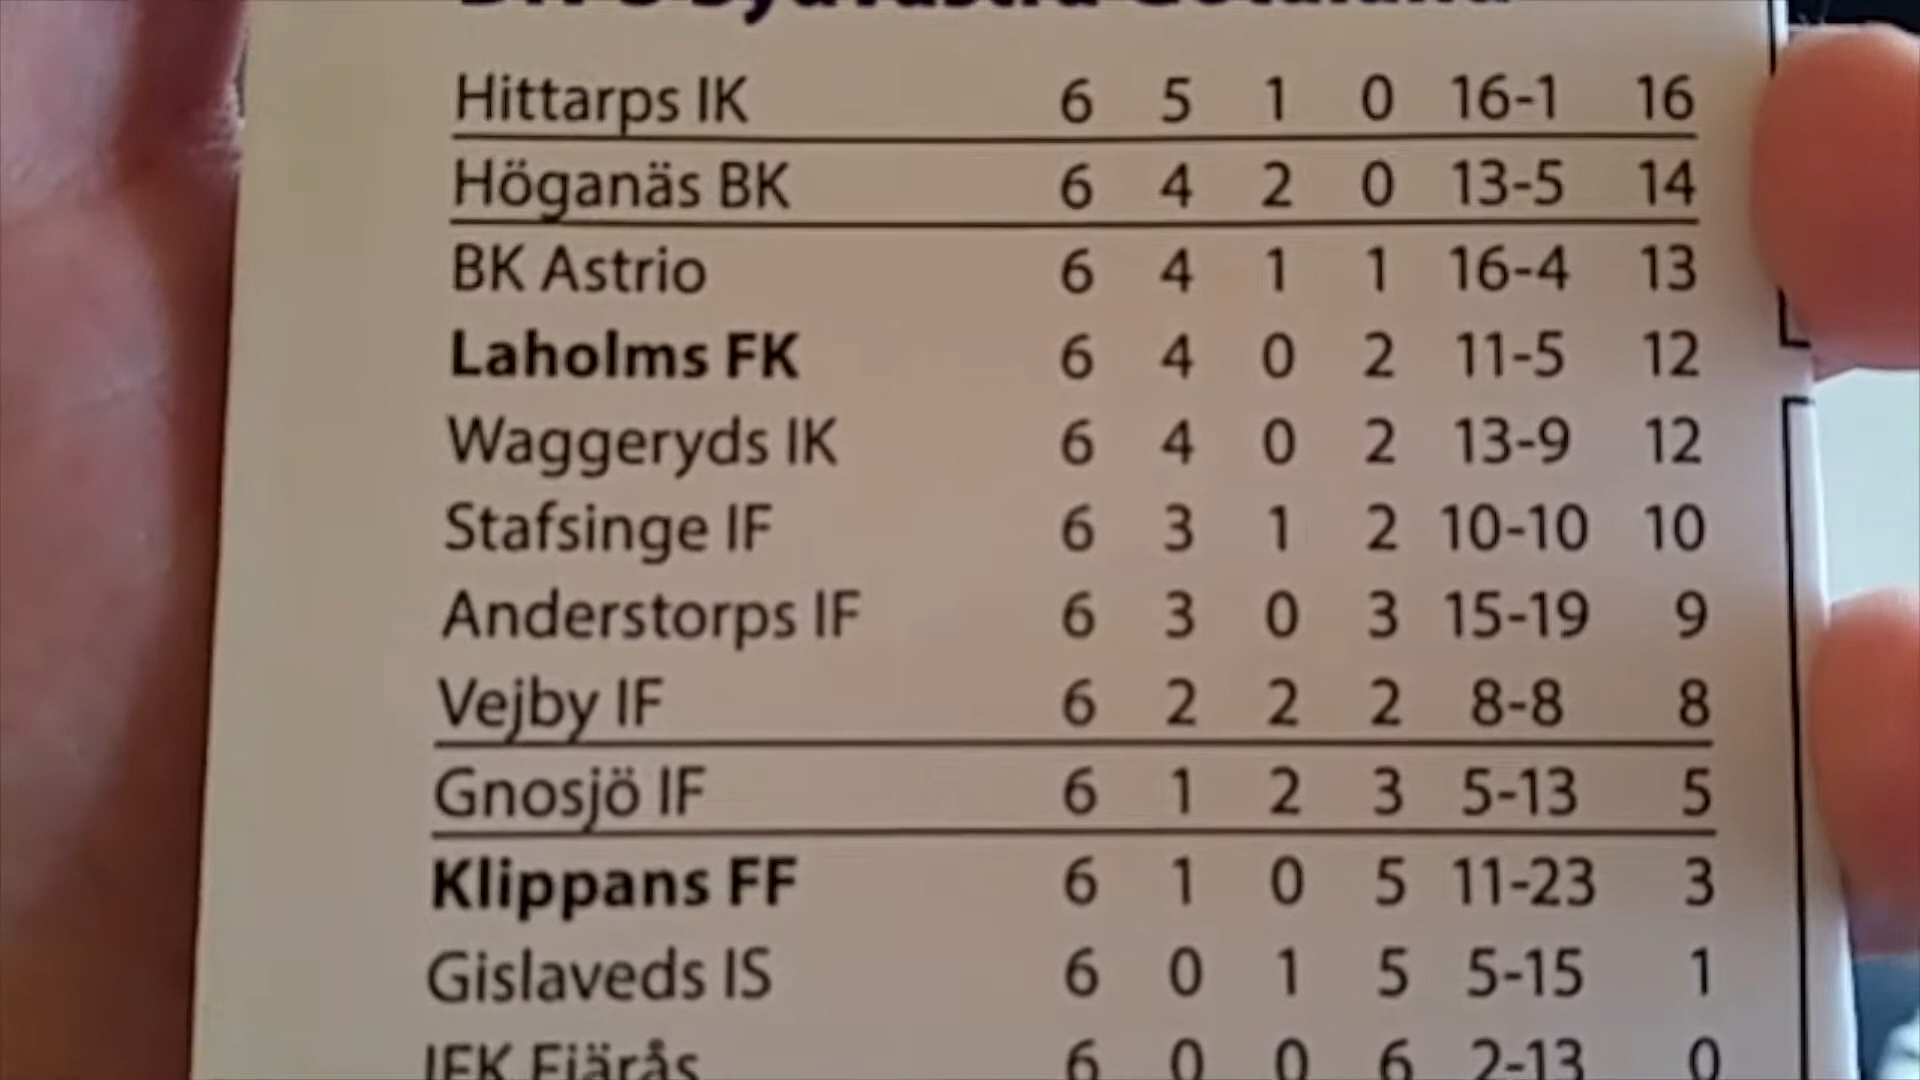 Hittarps IK 6 5 1 0 16-1 16
Höganäs BK 6 4 2 0 13-5 14
BK Astrio 6 4 1 1 16-4 13
Laholms FK 6 4 0 2 11-5 12
Waggeryds IK 6 4 0 2 13-9 12
Stafsinge IF 6 3 1 2 10-10 10
Anderstorps IF 6 3 0 3 15-19 9
Vejby IF 6 2 2 2 8-8 8
Gnosjö IF 6 1 2 3 5-13 5
Klippans FF 6 1 0 5 11-23 3
Gislaveds IS 6 0 1 5 5-15 1
IFK Fjärås 6 0 0 6 2-13 0